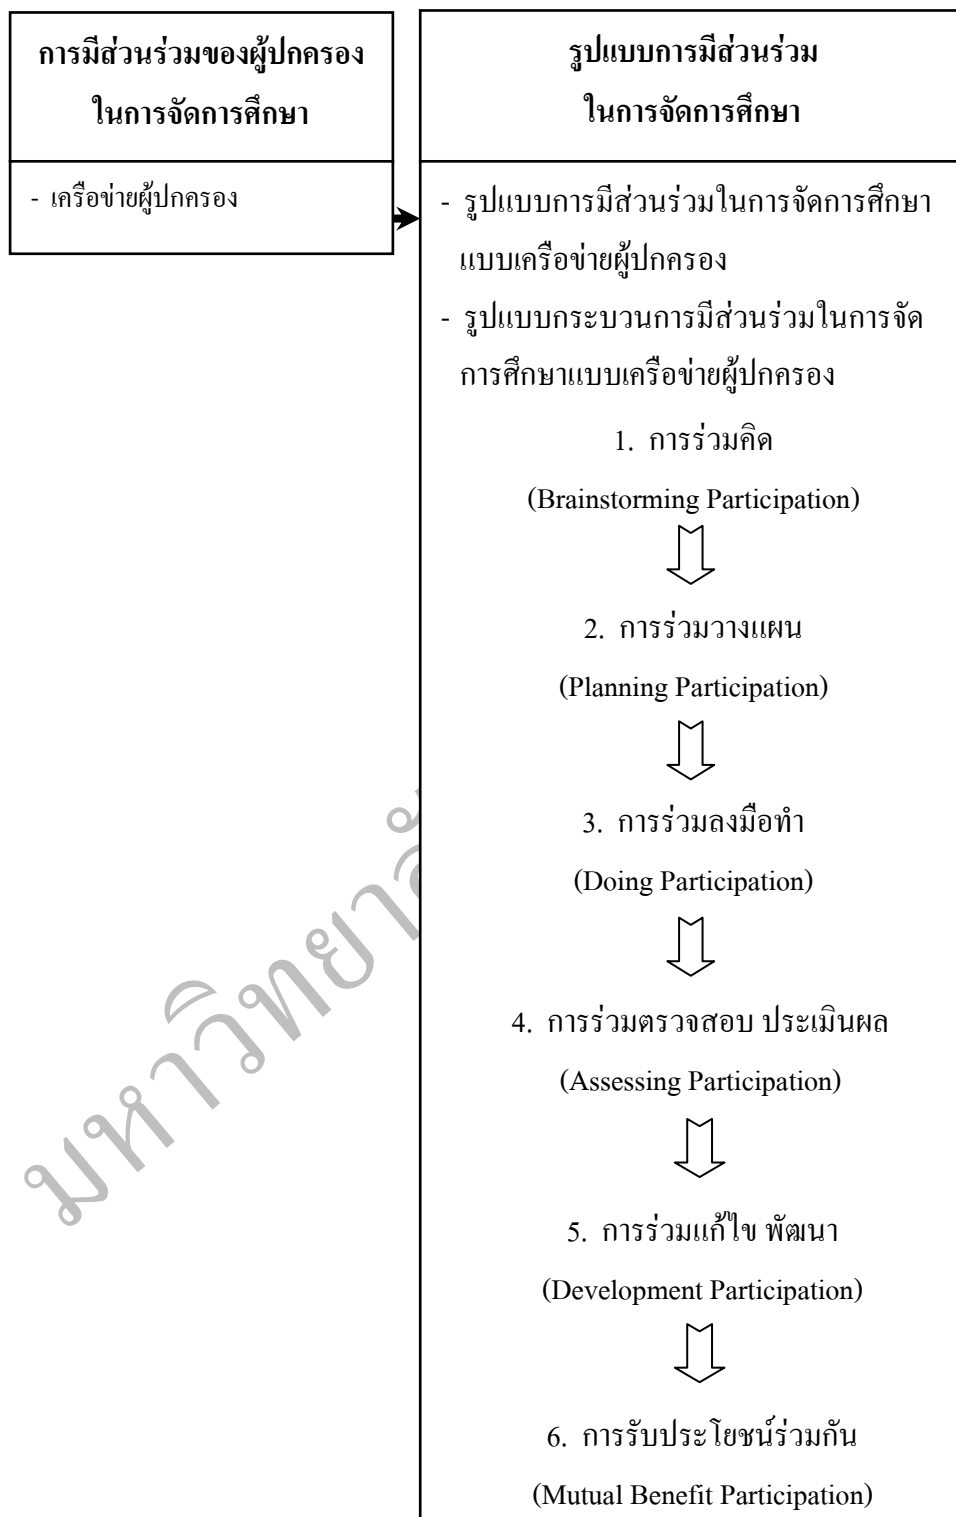 การมีส่วนร่วมของผู้ปกครอง
ในการจัดการศึกษา
- เครือข่ายผู้ปกครอง
รูปแบบการมีส่วนร่วม
ในการจัดการศึกษา
- รูปแบบการมีส่วนร่วมในการจัดการศึกษา
แบบเครือข่ายผู้ปกครอง
- รูปแบบกระบวนการมีส่วนร่วมในการจัด
การศึกษาแบบเครือข่ายผู้ปกครอง
1. การร่วมคิด
(Brainstorming Participation)
2. การร่วมวางแผน
(Planning Participation)
3. การร่วมลงมือทำ
(Doing Participation)
4. การร่วมตรวจสอบ ประเมินผล
(Assessing Participation)
5. การร่วมแก้ไข พัฒนา
(Development Participation)
6. การรับประโยชน์ร่วมกัน
(Mutual Benefit Participation)